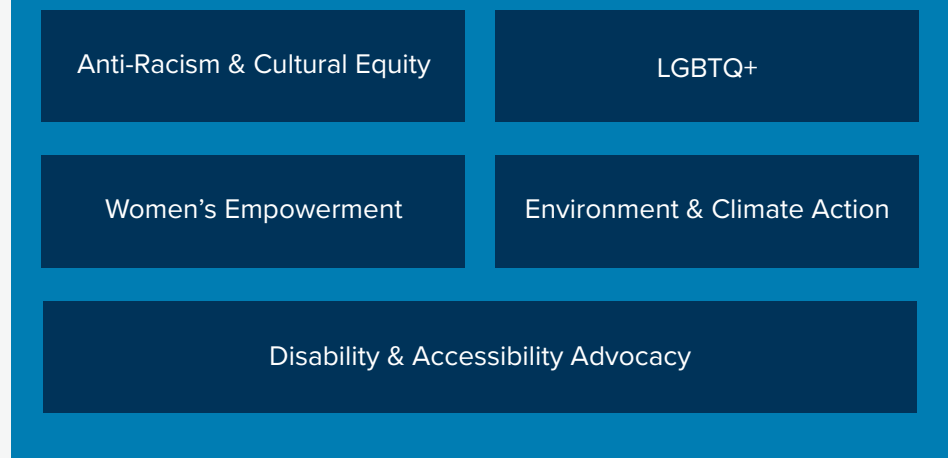 Anti-Racism & Cultural Equity
LGBTQ+
Women’s Empowerment
Environment & Climate Action
Disability & Accessibility Advocacy